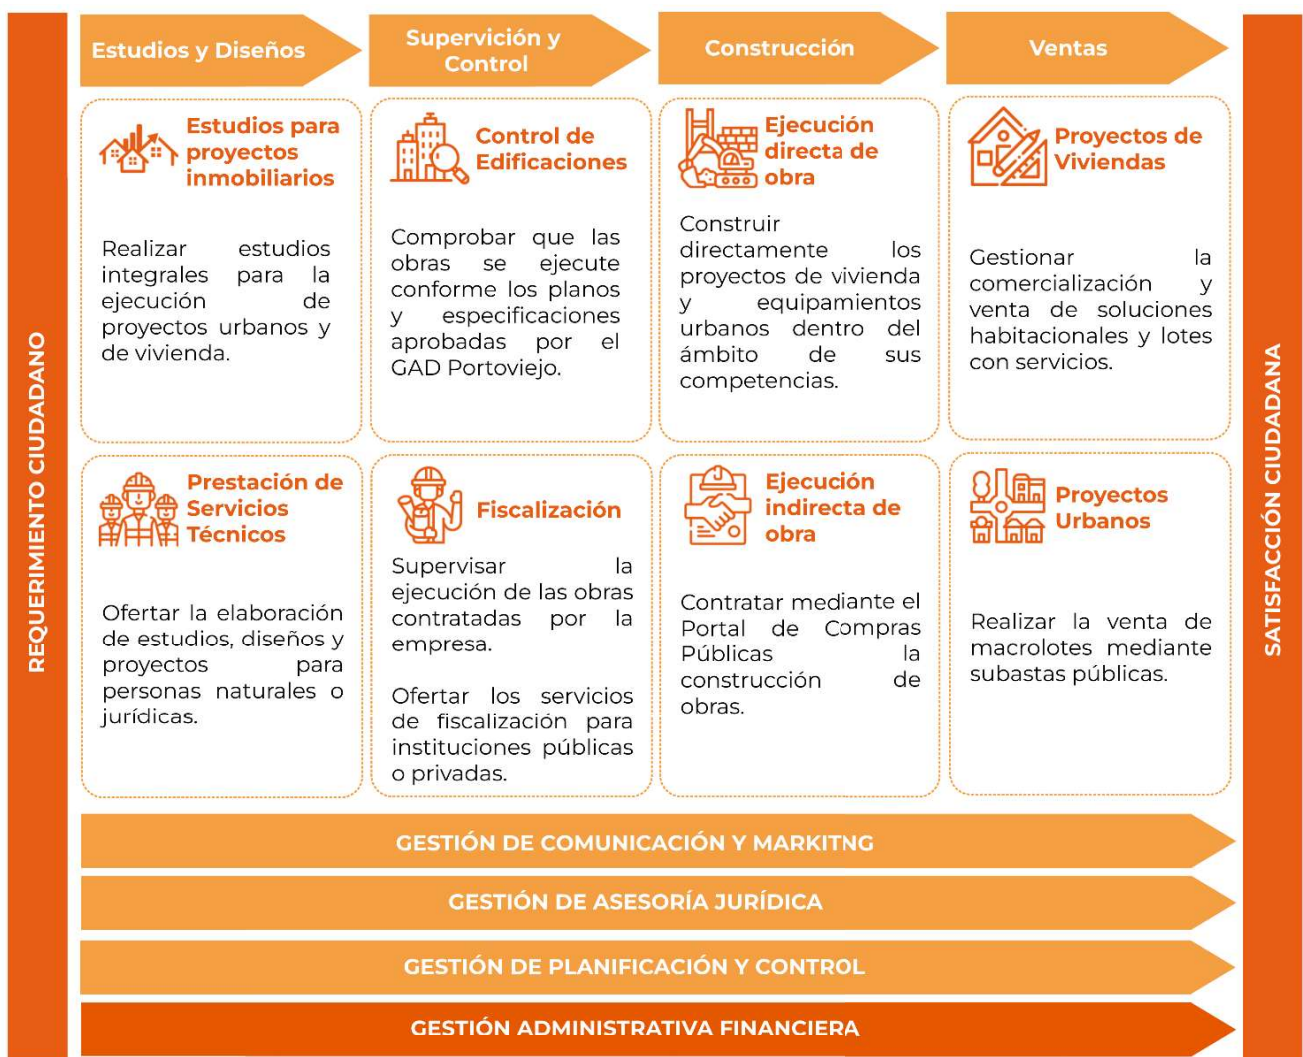 REQUERIMIENTO CIUDADANO
Estudios y Diseños
Supervición y
Control
Construcción
Ventas
Estudios para
proyectos
inmobiliarios
Realizar estudios
integrales para la
ejecución de
proyectos urbanos y
de vivienda.
Control de
Edificaciones
Comprobar que las
obras se ejecute
conforme los planos
y especificaciones
aprobadas por el
GAD Portoviejo.
Ejecución
directa de
obra
Construir
directamente los
proyectos de vivienda
y equipamientos
urbanos dentro del
ámbito de sus
competencias.
Proyectos de
Viviendas
Gestionar la
comercialización y
venta de soluciones
habitacionales y lotes
con servicios.
Prestación de
Servicios
Técnicos
Ofertar la elaboración
de estudios, diseños y
proyectos para
personas naturales o
jurídicas.
Fiscalización
Supervisar la
ejecución de las obras
contratadas por la
empresa.
Ofertar los servicios
de fiscalización para
instituciones públicas
o privadas.
Ejecución
indirecta de
obra
Contratar mediante el
Portal de Compras
Públicas la
construcción de
obras.
Proyectos
Urbanos
Realizar la venta de
macrolotes mediante
subastas públicas.
GESTIÓN DE COMUNICACIÓN Y MARKITNG
GESTIÓN DE ASESORÍA JURÍDICA
GESTIÓN DE PLANIFICACIÓN Y CONTROL
GESTIÓN ADMINISTRATIVA FINANCIERA
SATISFACCIÓN CIUDADANA